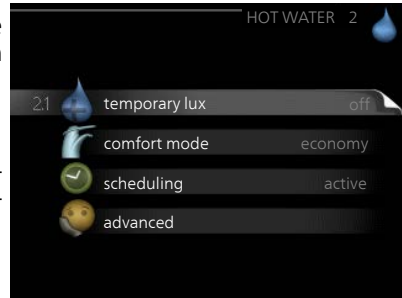 HOT WATER 2
2.1 temporary lux off
comfort mode economy
scheduling active
advanced